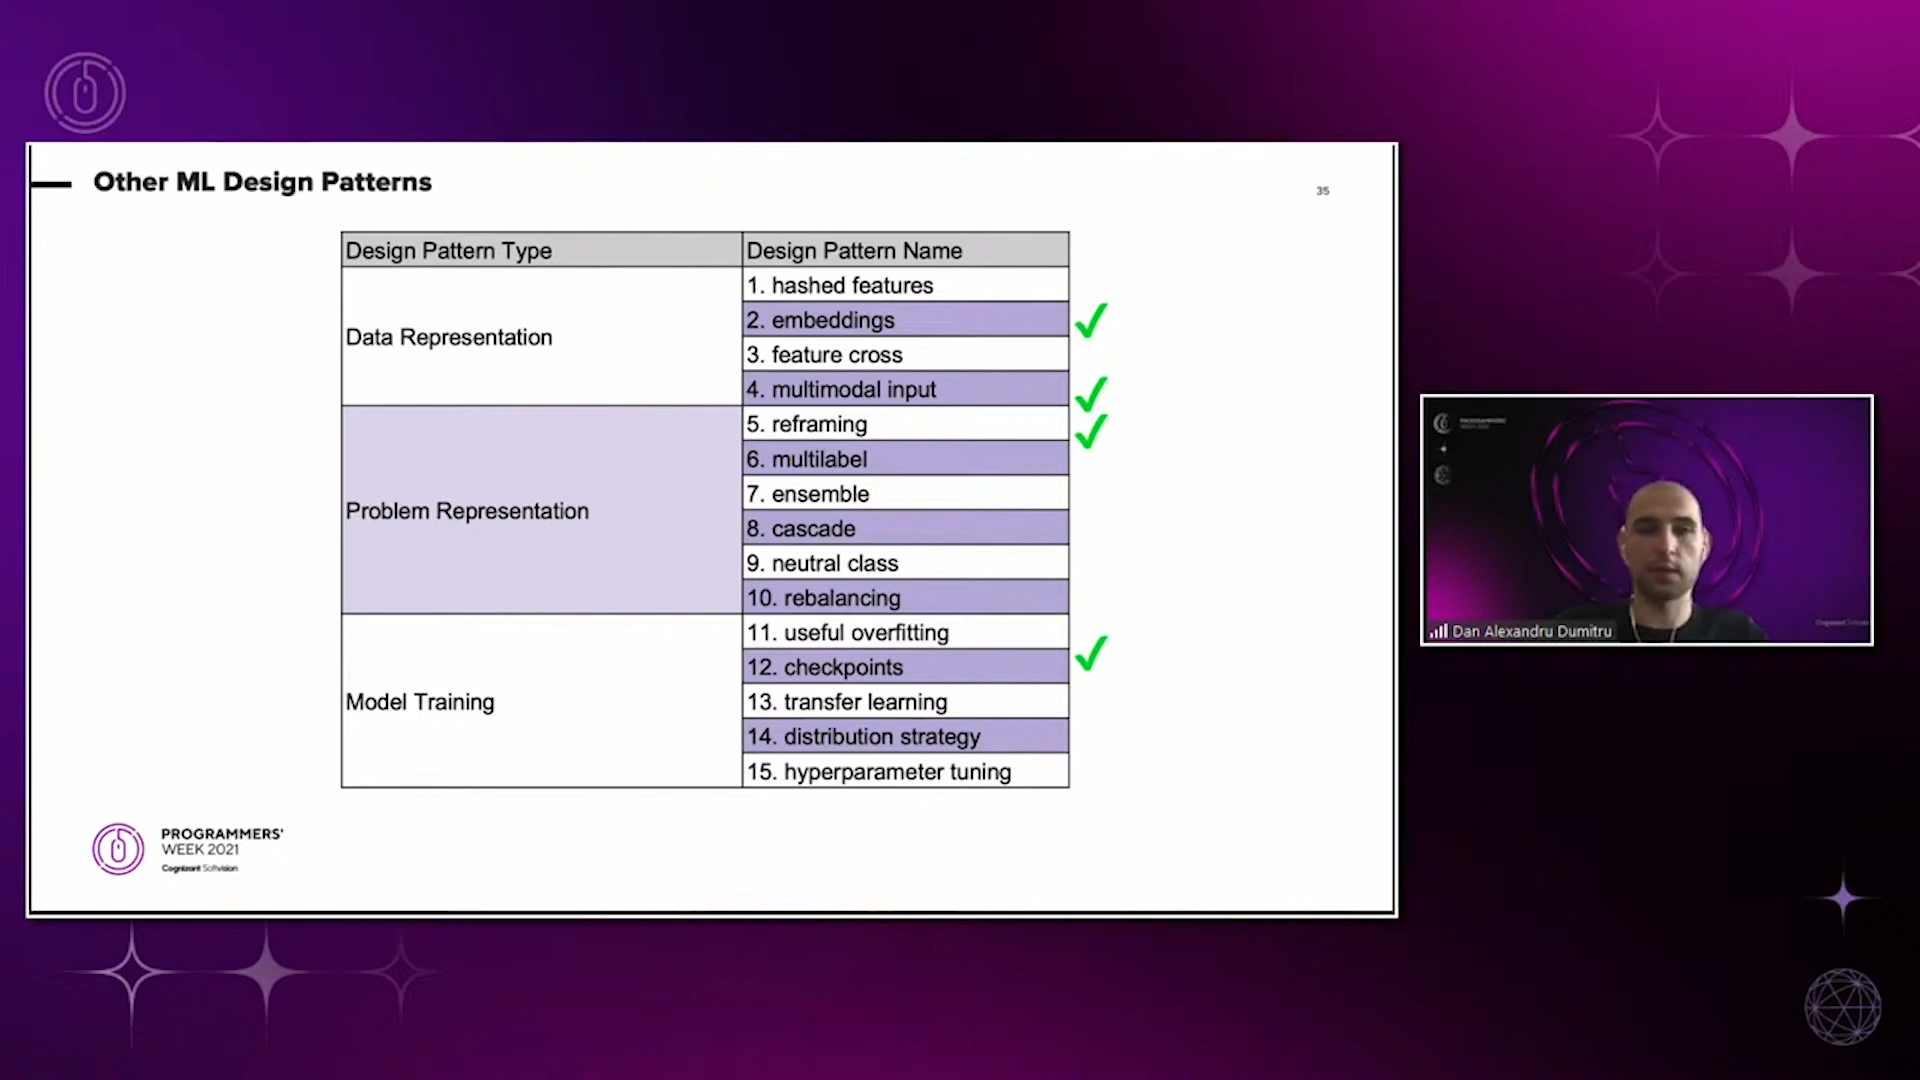 Other ML Design Patterns
35
Design Pattern Type
Design Pattern Name
Data Representation
1. hashed features
2. embeddings
3. feature cross
4. multimodal input
Problem Representation
5. reframing
6. multilabel
7. ensemble
8. cascade
9. neutral class
10. rebalancing
Model Training
11. useful overfitting
12. checkpoints
13. transfer learning
14. distribution strategy
15. hyperparameter tuning
PROGRAMMERS'
WEEK 2021
Cognizant Softvision
Dan Alexandru Dumitru